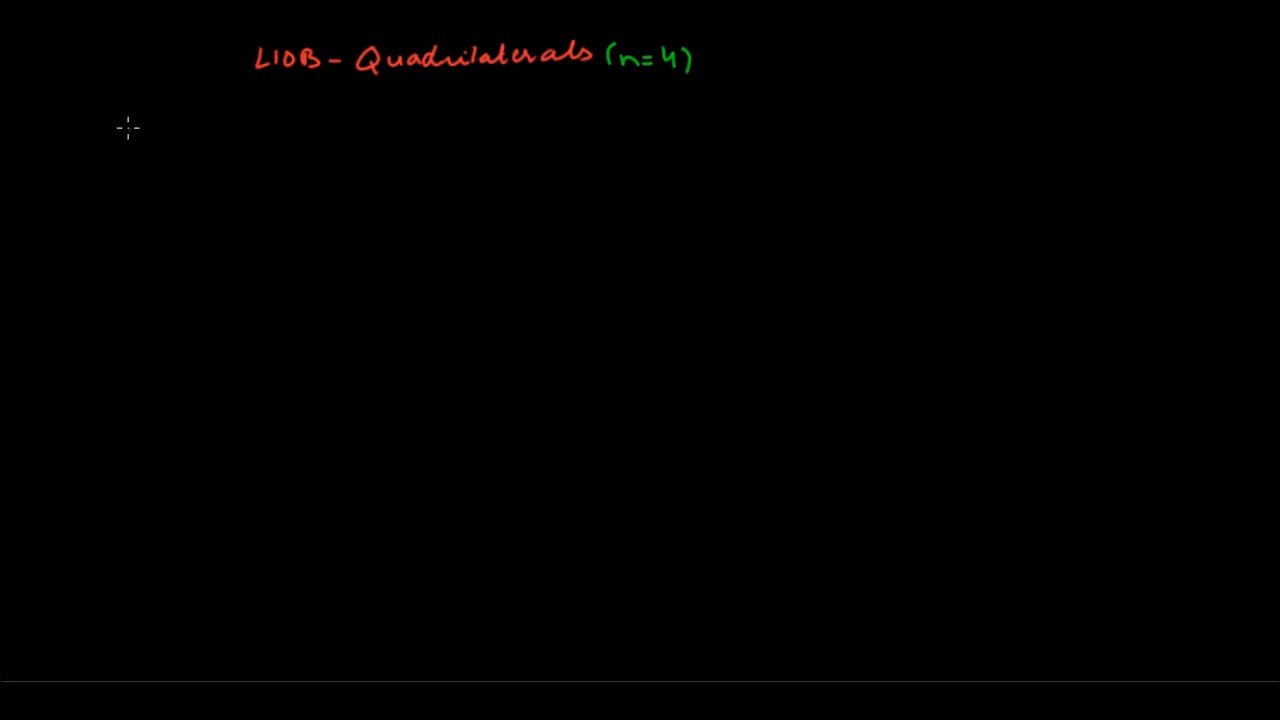 L10B - Quadrilaterals (n=4)